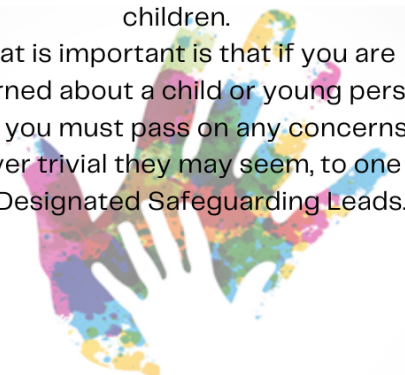 children.
at is important is that if you are
rned about a child or young pers
you must pass on any concerns
ver trivial they may seem, to one
Designated Safeguarding Leads.